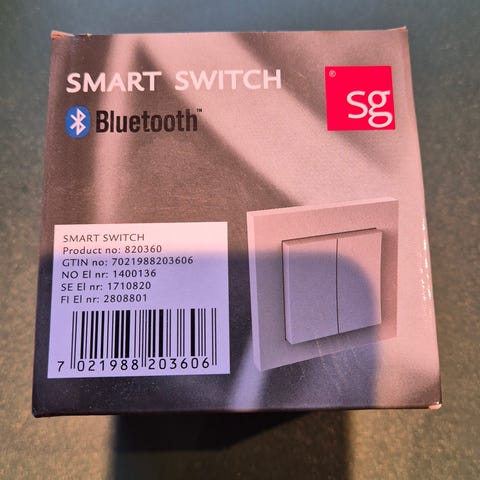 SMART SWITCH
® sg
Bluetooth™
SMART SWITCH
Product no: 820360
GTIN no: 7021988203606
NO El nr: 1400136
SE El nr: 1710820
FI El nr: 2808801
7 021988 203606